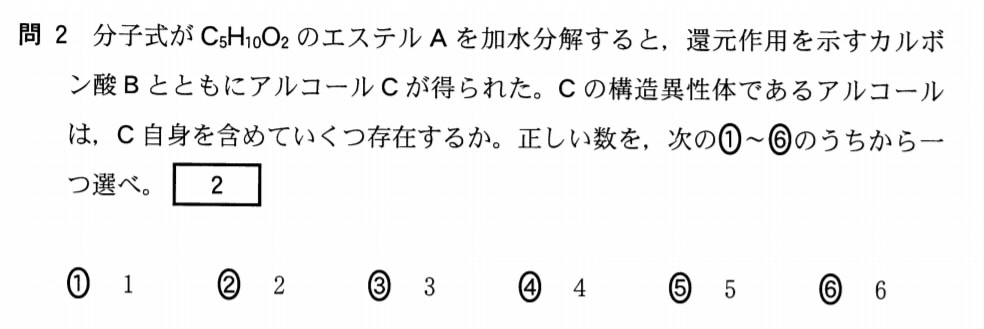 問 2 分子式が C₅H₁₀O₂ のエステル A を加水分解すると，還元作用を示すカルボ
ン酸 B とともにアルコール C が得られた。C の構造異性体であるアルコール
は，C 自身を含めていくつ存在するか。正しい数を，次の①～⑥のうちから一
つ選べ。 2
① 1 ② 2 ③ 3 ④ 4 ⑤ 5 ⑥ 6